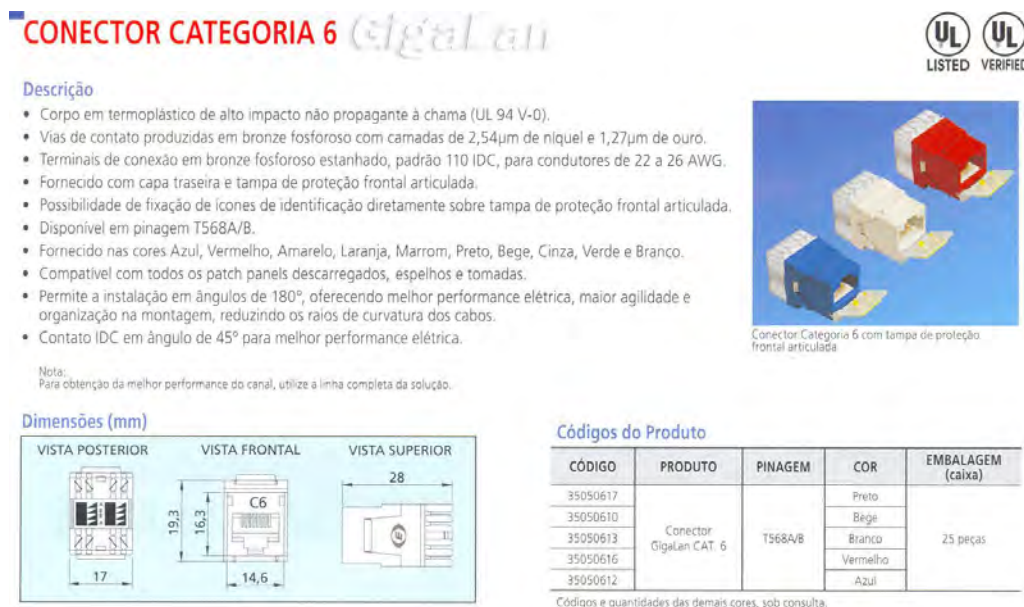 CONECTOR CATEGORIA 6 GigaLan
UL UL
LISTED VERIFIED
Descrição
• Corpo em termoplástico de alto impacto não propagante à chama (UL 94 V-0).
• Vias de contato produzidas em bronze fosforoso com camadas de 2,54μm de níquel e 1,27μm de ouro.
• Terminais de conexão em bronze fosforoso estanhado, padrão 110 IDC, para condutores de 22 a 26 AWG.
• Fornecido com capa traseira e tampa de proteção frontal articulada.
• Possibilidade de fixação de ícones de identificação diretamente sobre tampa de proteção frontal articulada.
• Disponível em pinagem T568A/B.
• Fornecido nas cores Azul, Vermelho, Amarelo, Laranja, Marrom, Preto, Bege, Cinza, Verde e Branco.
• Compatível com todos os patch panels descarregados, espelhos e tomadas.
• Permite a instalação em ângulos de 180°, oferecendo melhor performance elétrica, maior agilidade e
organização na montagem, reduzindo os raios de curvatura dos cabos.
• Contato IDC em ângulo de 45º para melhor performance elétrica.
Nota:
Para obtenção da melhor performance do canal, utilize a linha completa da solução.
Conector Categoria 6 com tampa de proteção
frontal articulada
Dimensões (mm)
VISTA POSTERIOR VISTA FRONTAL VISTA SUPERIOR
28
C6
19,3
16,3
17
14,6
Códigos do Produto
CÓDIGO PRODUTO PINAGEM COR EMBALAGEM
(caixa)
35050617 Preto
35050610 Bege
35050613 Conector GigaLan CAT. 6 T568A/B Branco 25 peças
35050616 Vermelho
35050612 Azul
Códigos e quantidades das demais cores, sob consulta.